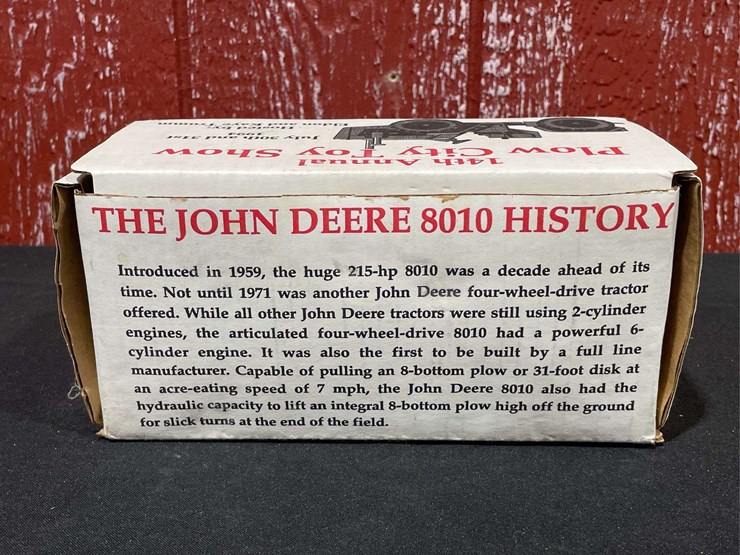 Hosted by:
July 30th and 31st
14th Annual
Plow City Toy Show
THE JOHN DEERE 8010 HISTORY
Introduced in 1959, the huge 215-hp 8010 was a decade ahead of its
time. Not until 1971 was another John Deere four-wheel-drive tractor
offered. While all other John Deere tractors were still using 2-cylinder
engines, the articulated four-wheel-drive 8010 had a powerful 6-
cylinder engine. It was also the first to be built by a full line
manufacturer. Capable of pulling an 8-bottom plow or 31-foot disk at
an acre-eating speed of 7 mph, the John Deere 8010 also had the
hydraulic capacity to lift an integral 8-bottom plow high off the ground
for slick turns at the end of the field.